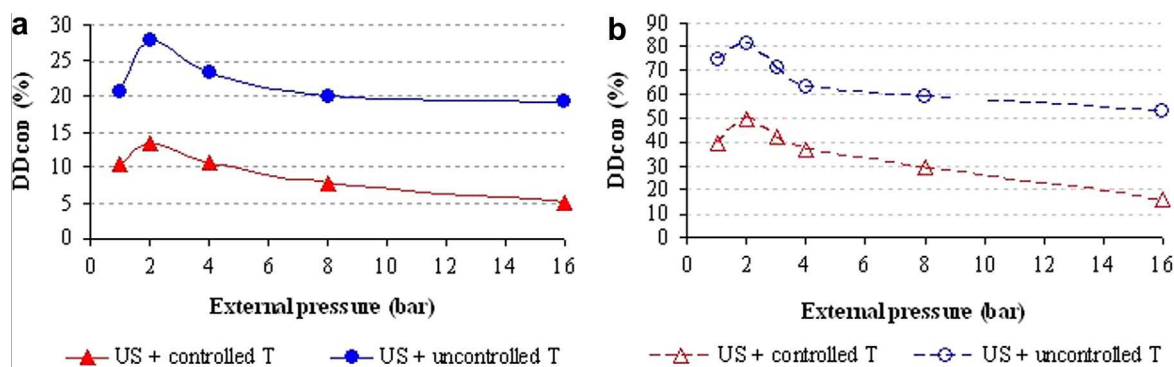 a
30
25
20
15
10
5
0
DDcon (%)
0 2 4 6 8 10 12 14 16
External pressure (bar)
US + controlled T US + uncontrolled T
b
90
80
70
60
50
40
30
20
10
0
DDcon (%)
0 2 4 6 8 10 12 14 16
External pressure (bar)
US + controlled T US + uncontrolled T